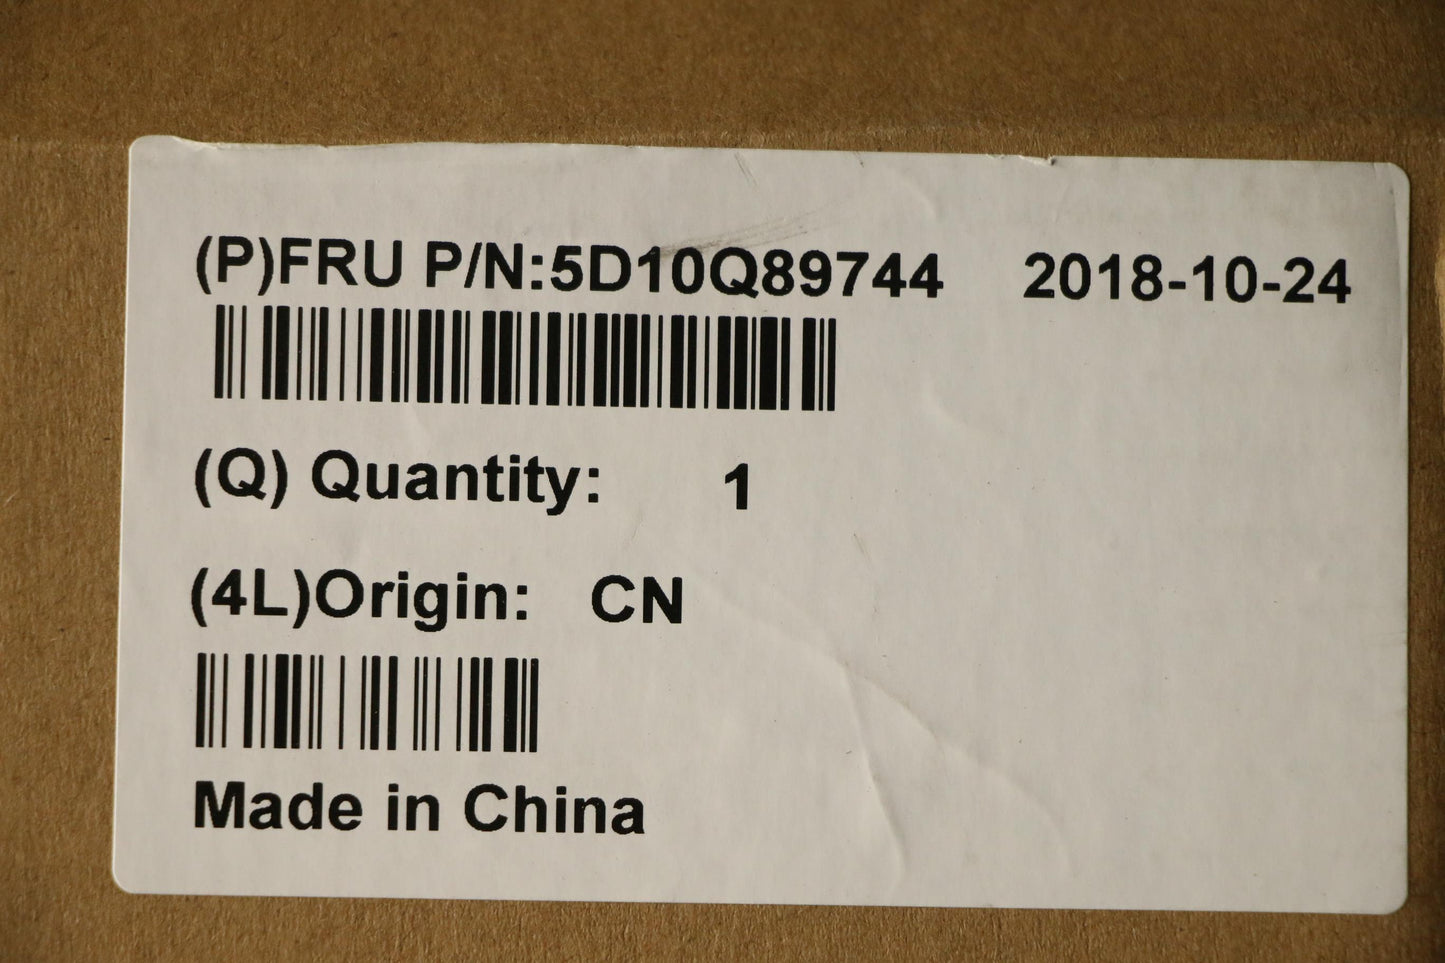 (P)FRU P/N:5D10Q89744 2018-10-24
(Q) Quantity: 1
(4L)Origin: CN
Made in China